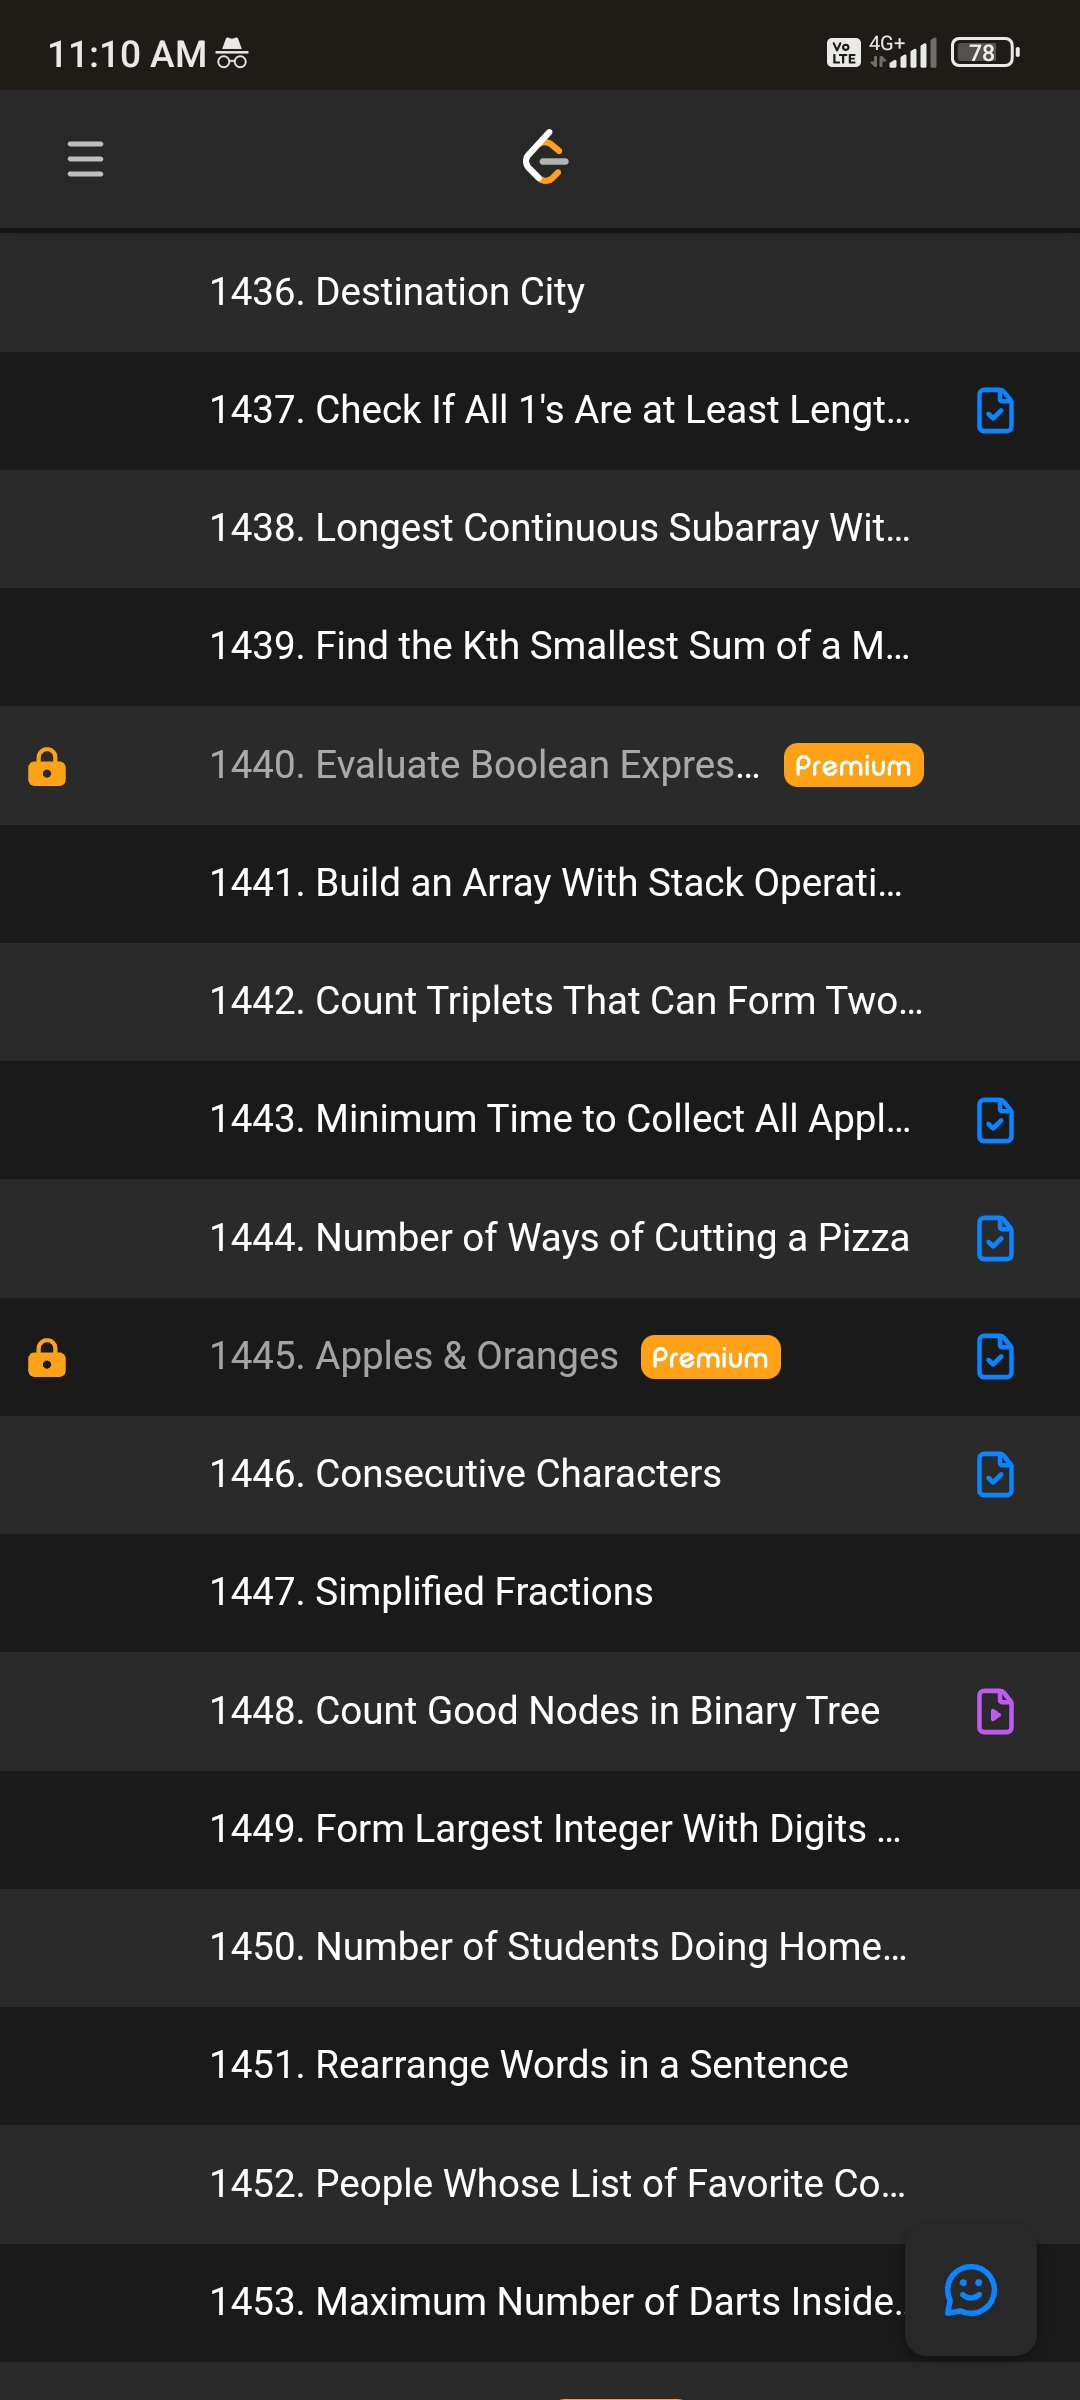 11:10 AM
Vo LTE 4G+ 78
1436. Destination City
1437. Check If All 1's Are at Least Lengt...
1438. Longest Continuous Subarray Wit...
1439. Find the Kth Smallest Sum of a M...
1440. Evaluate Boolean Expres... Premium
1441. Build an Array With Stack Operati...
1442. Count Triplets That Can Form Two...
1443. Minimum Time to Collect All Appl...
1444. Number of Ways of Cutting a Pizza
1445. Apples & Oranges Premium
1446. Consecutive Characters
1447. Simplified Fractions
1448. Count Good Nodes in Binary Tree
1449. Form Largest Integer With Digits ...
1450. Number of Students Doing Home...
1451. Rearrange Words in a Sentence
1452. People Whose List of Favorite Co...
1453. Maximum Number of Darts Inside..